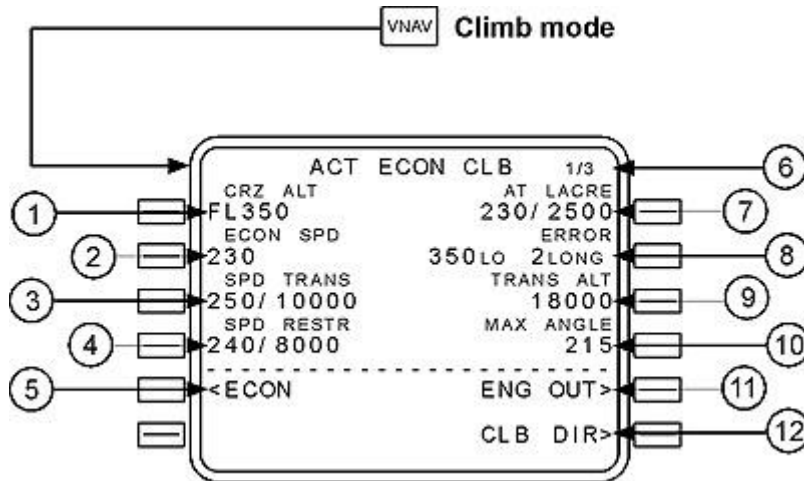 VNAV Climb mode
ACT ECON CLB 1/3
6
CRZ ALT AT LACRE
1 FL350 230/2500 7
ECON SPD ERROR
2 230 350LO 2LONG 8
SPD TRANS TRANS ALT
3 250/10000 18000 9
SPD RESTR MAX ANGLE
4 240/8000 215 10
5 <ECON ENG OUT> 11
CLB DIR> 12